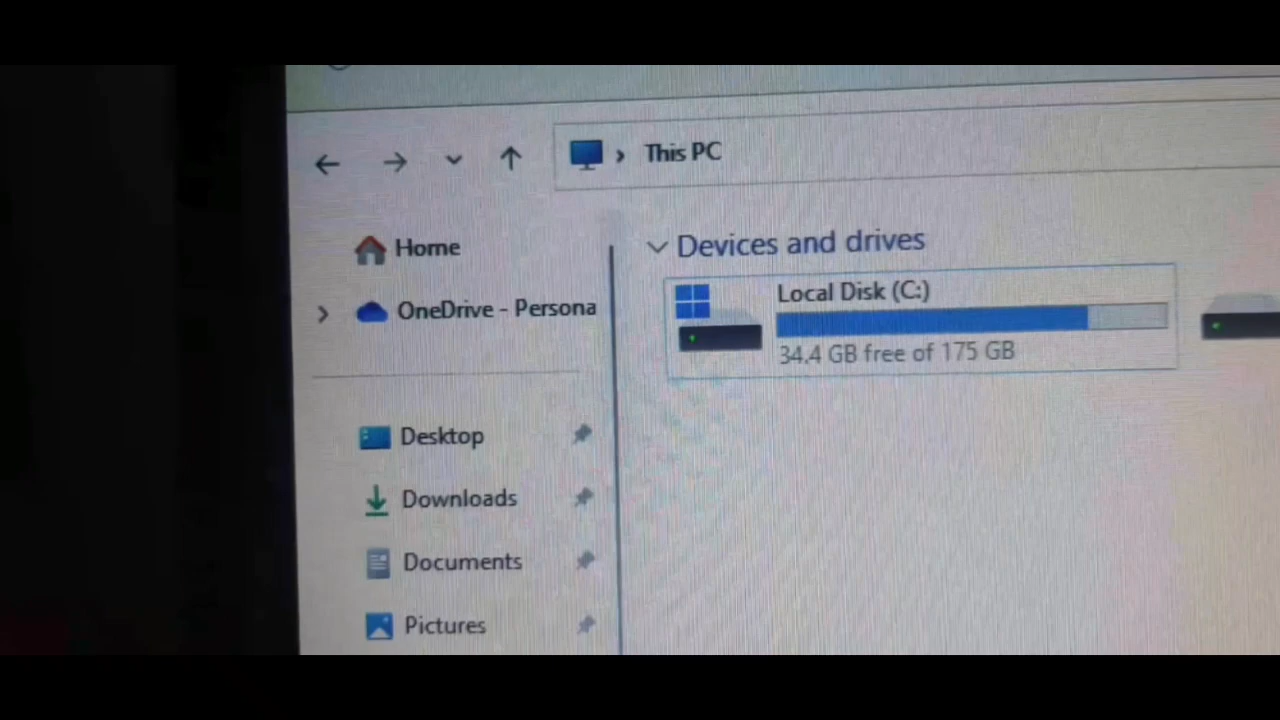 This PC
Home
OneDrive - Persona
Desktop
Downloads
Documents
Pictures
Devices and drives
Local Disk (C:)
34.4 GB free of 175 GB